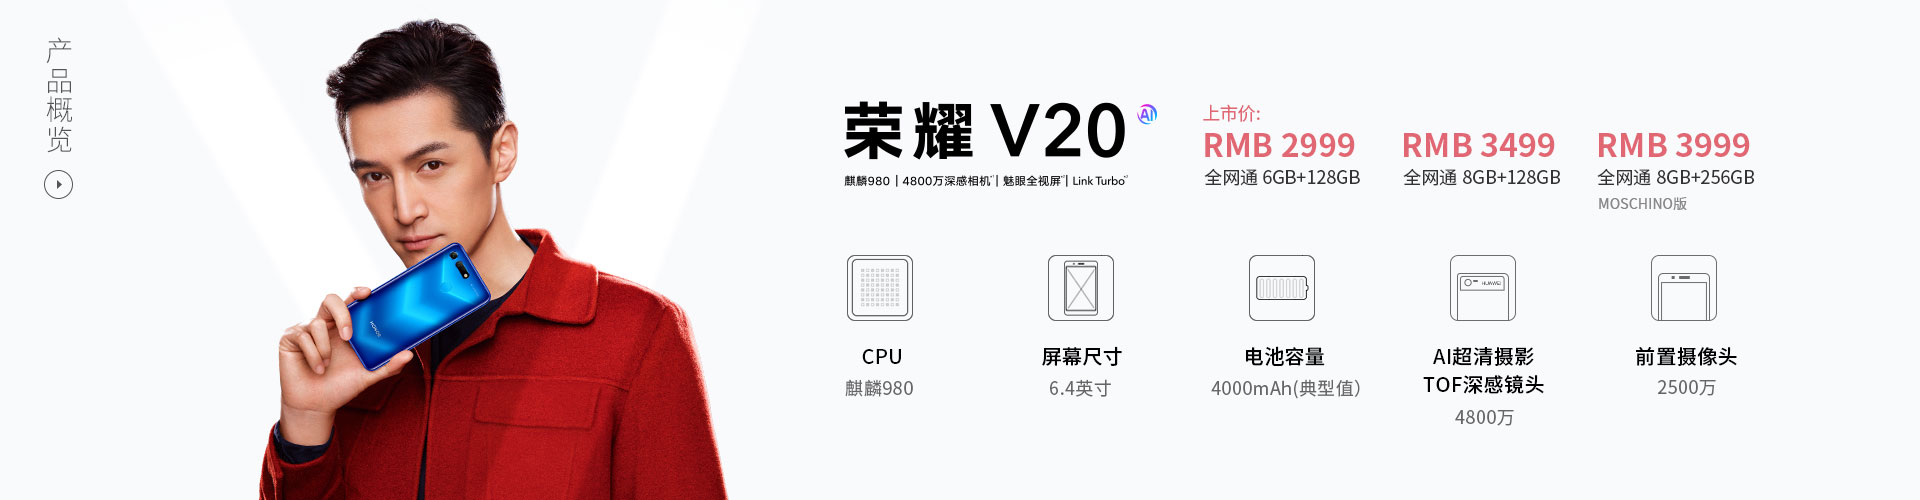 产品概览
荣耀 V20 AI
麒麟980 | 4800万深感相机 | 魅眼全视屏 | Link Turbo
上市价:
RMB 2999
全网通 6GB+128GB
RMB 3499
全网通 8GB+128GB
RMB 3999
全网通 8GB+256GB
MOSCHINO版
HUAWEI
CPU
麒麟980
屏幕尺寸
6.4英寸
电池容量
4000mAh(典型值)
AI超清摄影
TOF深感镜头
4800万
前置摄像头
2500万
HONOR